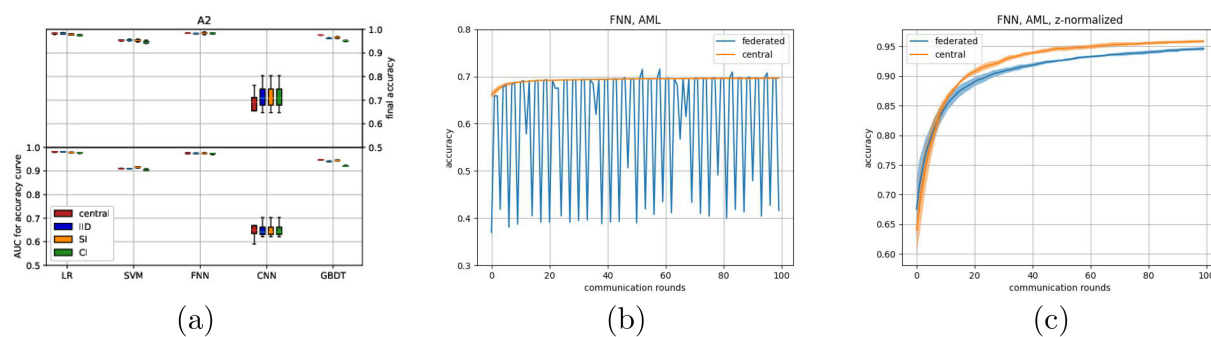 A2
1.0
0.9
0.8
0.7
0.6
0.5
final accuracy
1.0
0.9
0.8
0.7
0.6
0.5
AUC for accuracy curve
central
IID
SI
CI
LR SVM FNN CNN GBDT
(a)
FNN, AML
0.8
0.7
0.6
0.5
0.4
0.3
accuracy
federated
central
0 20 40 60 80 100
communication rounds
(b)
FNN, AML, z-normalized
0.95
0.90
0.85
0.80
0.75
0.70
0.65
0.60
accuracy
federated
central
0 20 40 60 80 100
communication rounds
(c)